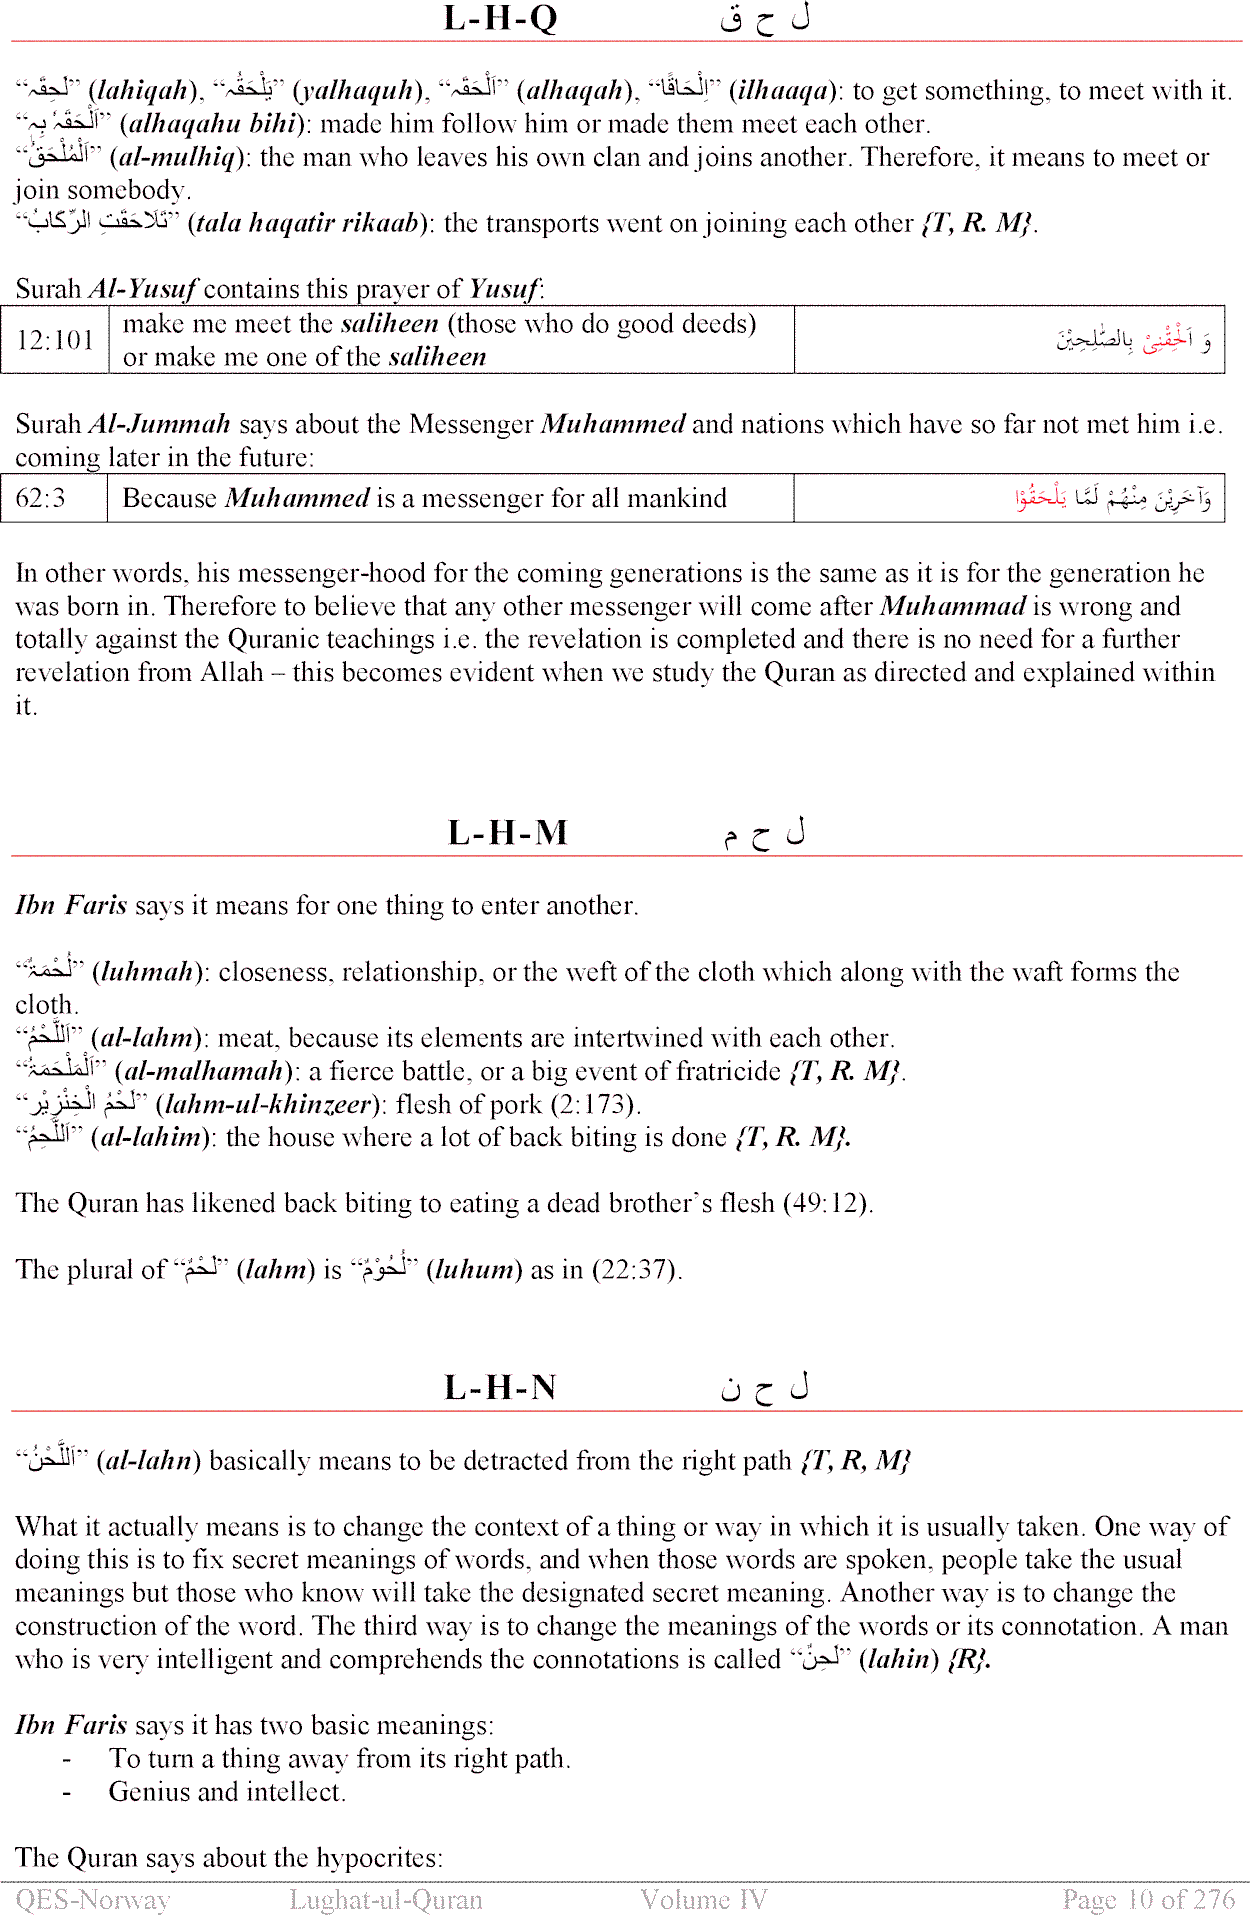 L-H-Q ل ح ق
“لَحِقَہ” (lahiqah), “یَلْحَقُہ” (yalhaquh), “اَلْحَقَہ” (alhaqah), “اِلْحَاقًا” (ilhaaqa): to get something, to meet with it.
“اَلْحَقَہٗ بِہٖ” (alhaqahu bihi): made him follow him or made them meet each other.
“اَلْمُلْحَقُ” (al-mulhiq): the man who leaves his own clan and joins another. Therefore, it means to meet or
join somebody.
“تَلَاحَقَتِ الرِّکَابُ” (tala haqatir rikaab): the transports went on joining each other {T, R. M}.
Surah Al-Yusuf contains this prayer of Yusuf:
12:101 make me meet the saliheen (those who do good deeds) وَ اَلْحِقْنِیْ بِالصّٰلِحِیْنَ
or make me one of the saliheen
Surah Al-Jummah says about the Messenger Muhammed and nations which have so far not met him i.e.
coming later in the future:
62:3 Because Muhammed is a messenger for all mankind وَآخَرِیْنَ مِنْھُمْ لَمَّا یَلْحَقُوْا
In other words, his messenger-hood for the coming generations is the same as it is for the generation he
was born in. Therefore to believe that any other messenger will come after Muhammad is wrong and
totally against the Quranic teachings i.e. the revelation is completed and there is no need for a further
revelation from Allah – this becomes evident when we study the Quran as directed and explained within
it.
L-H-M ل ح م
Ibn Faris says it means for one thing to enter another.
“لُحْمَۃٌ” (luhmah): closeness, relationship, or the weft of the cloth which along with the waft forms the
cloth.
“اَللَّحْمُ” (al-lahm): meat, because its elements are intertwined with each other.
“اَلْمَلْحَمَۃُ” (al-malhamah): a fierce battle, or a big event of fratricide {T, R. M}.
“لَحْمُ الْخِنْزِیْر” (lahm-ul-khinzeer): flesh of pork (2:173).
“اَللَّحِمُ” (al-lahim): the house where a lot of back biting is done {T, R. M}.
The Quran has likened back biting to eating a dead brother’s flesh (49:12).
The plural of “لَحْمٌ” (lahm) is “لُحُوْمٌ” (luhum) as in (22:37).
L-H-N ل ح ن
“اَللَّحْنُ” (al-lahn) basically means to be detracted from the right path {T, R, M}
What it actually means is to change the context of a thing or way in which it is usually taken. One way of
doing this is to fix secret meanings of words, and when those words are spoken, people take the usual
meanings but those who know will take the designated secret meaning. Another way is to change the
construction of the word. The third way is to change the meanings of the words or its connotation. A man
who is very intelligent and comprehends the connotations is called “لَحِنٌ” (lahin) {R}.
Ibn Faris says it has two basic meanings:
- To turn a thing away from its right path.
- Genius and intellect.
The Quran says about the hypocrites:
QES-Norway Lughat-ul-Quran Volume IV Page 10 of 276